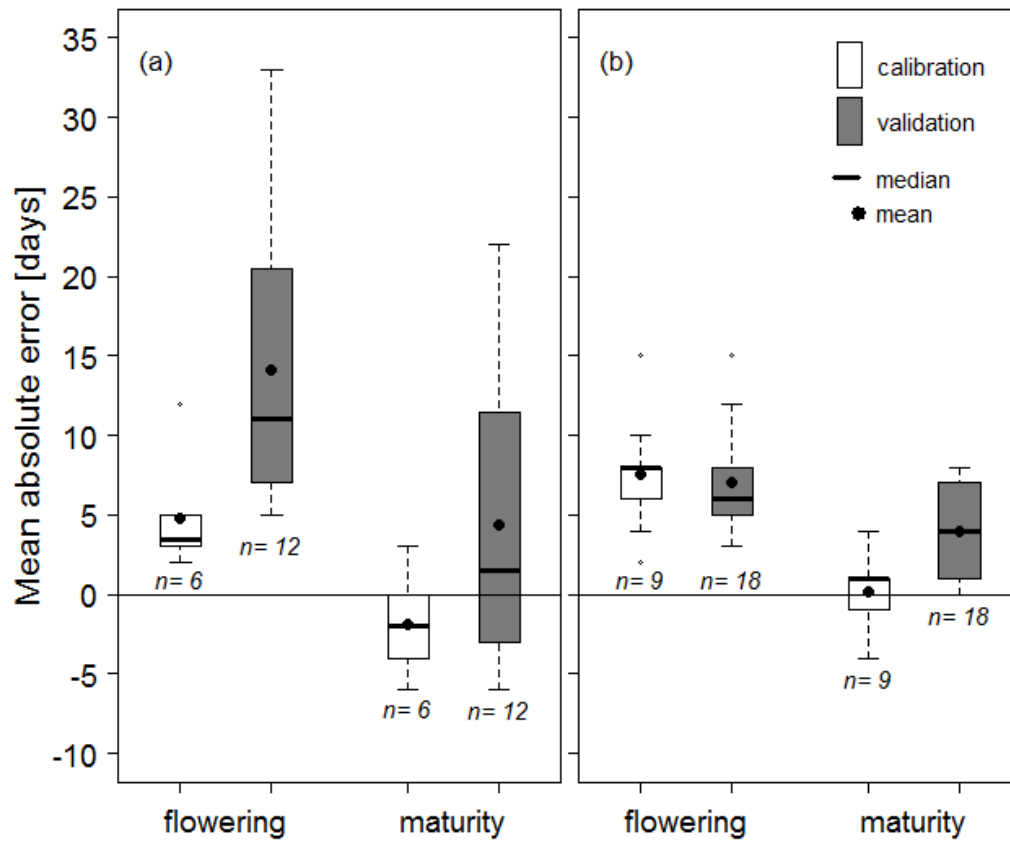 Mean absolute error [days]
35
30
25
20
15
10
5
0
-5
-10
(a)
n= 6
n= 12
n= 6
n= 12
flowering
maturity
(b)
calibration
validation
median
mean
n= 9
n= 18
n= 9
n= 18
flowering
maturity